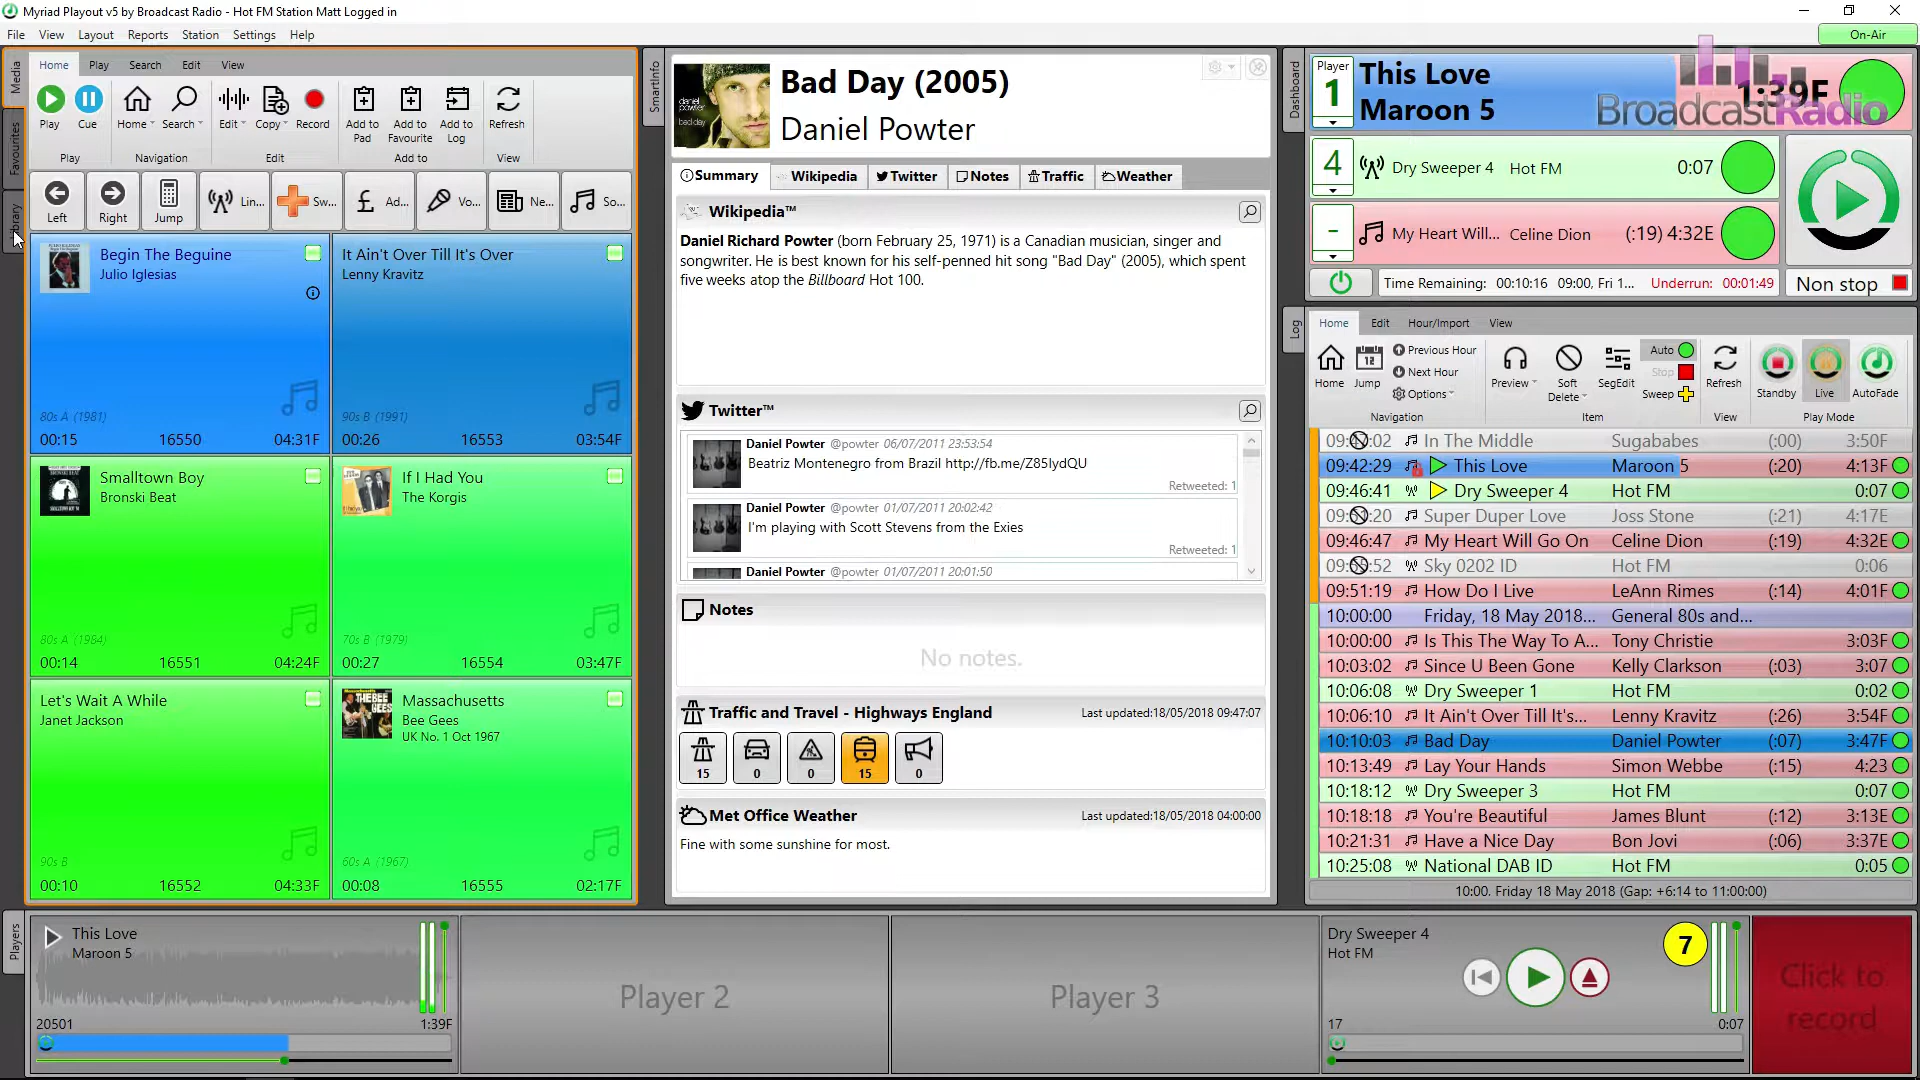 Myriad Playout v5 by Broadcast Radio - Hot FM Station Matt Logged in
File View Layout Reports Station Settings Help
On-Air
Media
Favourites
Library
Home Play Search Edit View
Play Cue Home Search Edit Copy Record Add to Pad Add to Favourite Add to Log Refresh
Play Navigation Edit Add to View
Left Right Jump Lin... Sw... Ad... Vo... Ne... So...
Begin The Beguine
Julio Iglesias
80s A (1981)
00:15 16550 04:31F
It Ain't Over Till It's Over
Lenny Kravitz
90s B (1991)
00:26 16553 03:54F
Smalltown Boy
Bronski Beat
80s A (1984)
00:14 16551 04:24F
If I Had You
The Korgis
70s B (1979)
00:27 16554 03:47F
Let's Wait A While
Janet Jackson
90s B
00:10 16552 04:33F
Massachusetts
Bee Gees
UK No. 1 Oct 1967
60s A (1967)
00:08 16555 02:17F
SmartInfo
daniel powter
bad day
Bad Day (2005)
Daniel Powter
Summary Wikipedia Twitter Notes Traffic Weather
Wikipedia™
Daniel Richard Powter (born February 25, 1971) is a Canadian musician, singer and
songwriter. He is best known for his self-penned hit song "Bad Day" (2005), which spent
five weeks atop the Billboard Hot 100.
Twitter™
Daniel Powter @powter 06/07/2011 23:53:54
Beatriz Montenegro from Brazil http://fb.me/Z85lydQU
Retweeted: 1
Daniel Powter @powter 01/07/2011 20:02:42
I'm playing with Scott Stevens from the Exies
Retweeted: 1
Daniel Powter @powter 01/07/2011 20:01:50
Notes
No notes.
Traffic and Travel - Highways England Last updated:18/05/2018 09:47:07
15 0 0 15 0
Met Office Weather Last updated:18/05/2018 04:00:00
Fine with some sunshine for most.
Dashboard
Player
1
This Love
Maroon 5
1:39F
BroadcastRadio
4 Dry Sweeper 4 Hot FM 0:07
- My Heart Will... Celine Dion (:19) 4:32E
Time Remaining: 00:10:16 09:00, Fri 1... Underrun: 00:01:49
Non stop
Log
Home Edit Hour/Import View
Home Jump Previous Hour Next Hour Options Preview Soft Delete SegEdit Auto Stop Sweep Refresh Standby Live AutoFade
Navigation Item View Play Mode
In The Middle Sugababes (:00) 3:50F
09:42:29 This Love Maroon 5 (:20) 4:13F
09:46:41 Dry Sweeper 4 Hot FM 0:07
Super Duper Love Joss Stone (:21) 4:17E
09:46:47 My Heart Will Go On Celine Dion (:19) 4:32E
Sky 0202 ID Hot FM 0:06
09:51:19 How Do I Live LeAnn Rimes (:14) 4:01F
10:00:00 Friday, 18 May 2018... General 80s and...
10:00:00 Is This The Way To A... Tony Christie 3:03F
10:03:02 Since U Been Gone Kelly Clarkson (:03) 3:07
10:06:08 Dry Sweeper 1 Hot FM 0:02
10:06:10 It Ain't Over Till It's... Lenny Kravitz (:26) 3:54F
10:10:03 Bad Day Daniel Powter (:07) 3:47F
10:13:49 Lay Your Hands Simon Webbe (:15) 4:23
10:18:12 Dry Sweeper 3 Hot FM 0:07
10:18:18 You're Beautiful James Blunt (:12) 3:13E
10:21:31 Have a Nice Day Bon Jovi (:06) 3:37E
10:25:08 National DAB ID Hot FM 0:05
10:00. Friday 18 May 2018 (Gap: +6:14 to 11:00:00)
Players
This Love
Maroon 5
20501 1:39F
Player 2
Player 3
Dry Sweeper 4
Hot FM
7
17 0:07
Click to
record